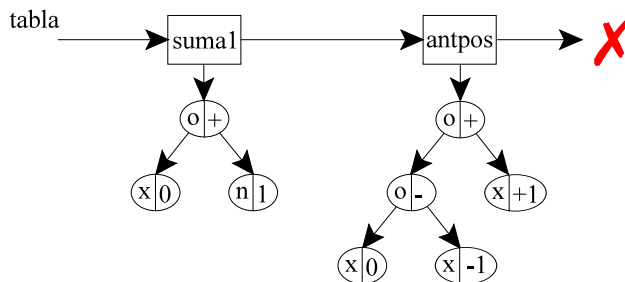 tabla
suma1 antpos
o + o +
x 0 n 1 o - x +1
x 0 x -1